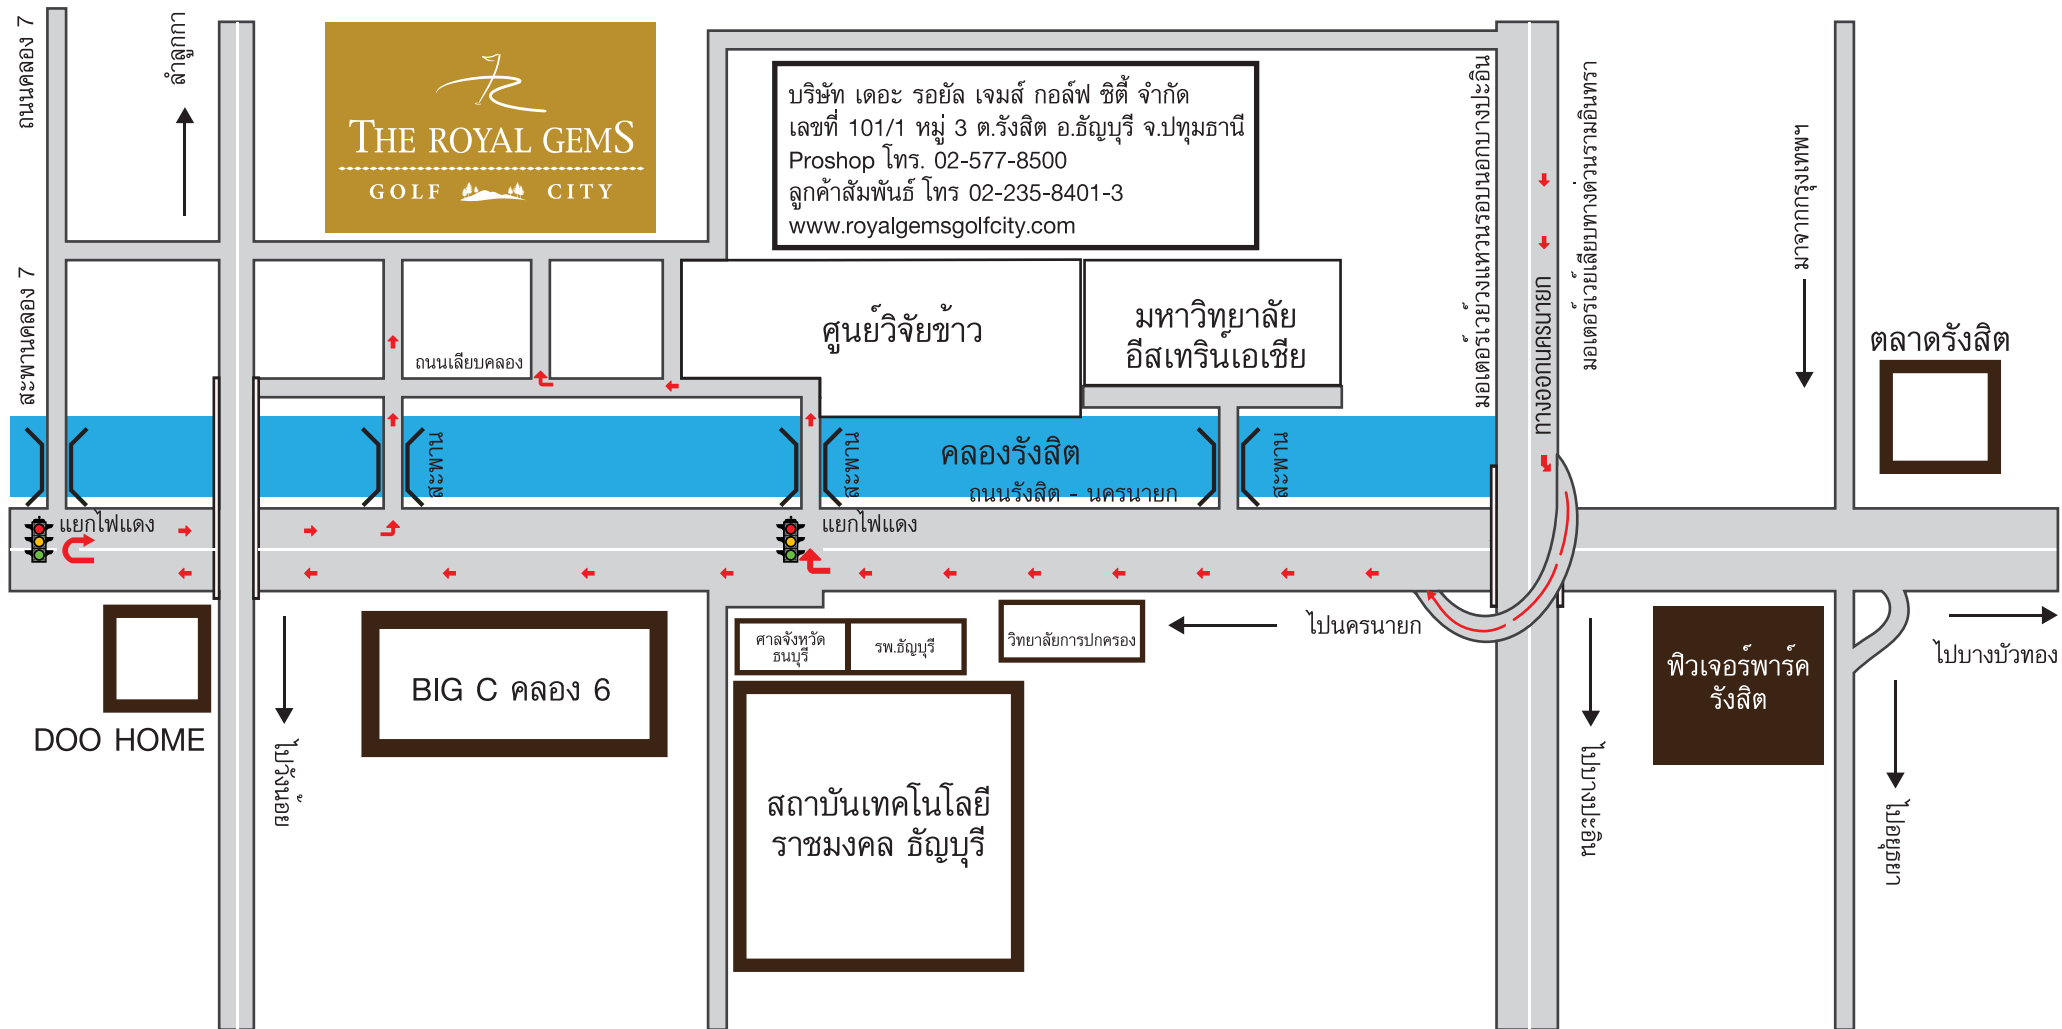 ถนนคลอง 7
ลำลูกกา
THE ROYAL GEMS
GOLF CITY
บริษัท เดอะ รอยัล เจมส์ กอล์ฟ ซิตี้ จำกัด
เลขที่ 101/1 หมู่ 3 ต.รังสิต อ.ธัญบุรี จ.ปทุมธานี
Proshop โทร. 02-577-8500
ลูกค้าสัมพันธ์ โทร 02-235-8401-3
www.royalgemsgolfcity.com
มอเตอร์เวย์วงแหวนรอบนอกบางปะอิน
ทางออกนครนายก
มอเตอร์เวย์เลียบทางด่วนรามอินทรา
มาจากกรุงเทพฯ
ตลาดรังสิต
สะพานคลอง 7
ถนนเลียบคลอง
ศูนย์วิจัยข้าว
มหาวิทยาลัย
อีสเทรินเอเชีย
สะพาน
สะพาน
คลองรังสิต
สะพาน
ถนนรังสิต - นครนายก
แยกไฟแดง
แยกไฟแดง
DOO HOME
ไปวังน้อย
BIG C คลอง 6
ศาลจังหวัด
ธนบุรี
รพ.ธัญบุรี
วิทยาลัยการปกครอง
ไปนครนายก
สถาบันเทคโนโลยี
ราชมงคล ธัญบุรี
ไปบางปะอิน
ฟิวเจอร์พาร์ค
รังสิต
ไปบางบัวทอง
ไปอยุธยา